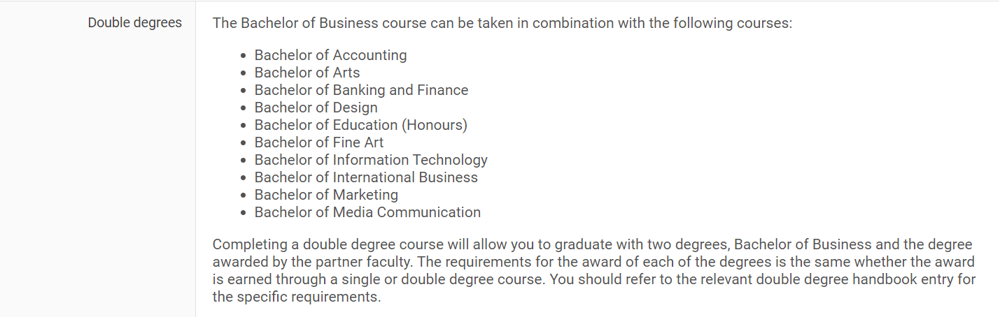 Double degrees
The Bachelor of Business course can be taken in combination with the following courses:
• Bachelor of Accounting
• Bachelor of Arts
• Bachelor of Banking and Finance
• Bachelor of Design
• Bachelor of Education (Honours)
• Bachelor of Fine Art
• Bachelor of Information Technology
• Bachelor of International Business
• Bachelor of Marketing
• Bachelor of Media Communication
Completing a double degree course will allow you to graduate with two degrees, Bachelor of Business and the degree
awarded by the partner faculty. The requirements for the award of each of the degrees is the same whether the award
is earned through a single or double degree course. You should refer to the relevant double degree handbook entry for
the specific requirements.